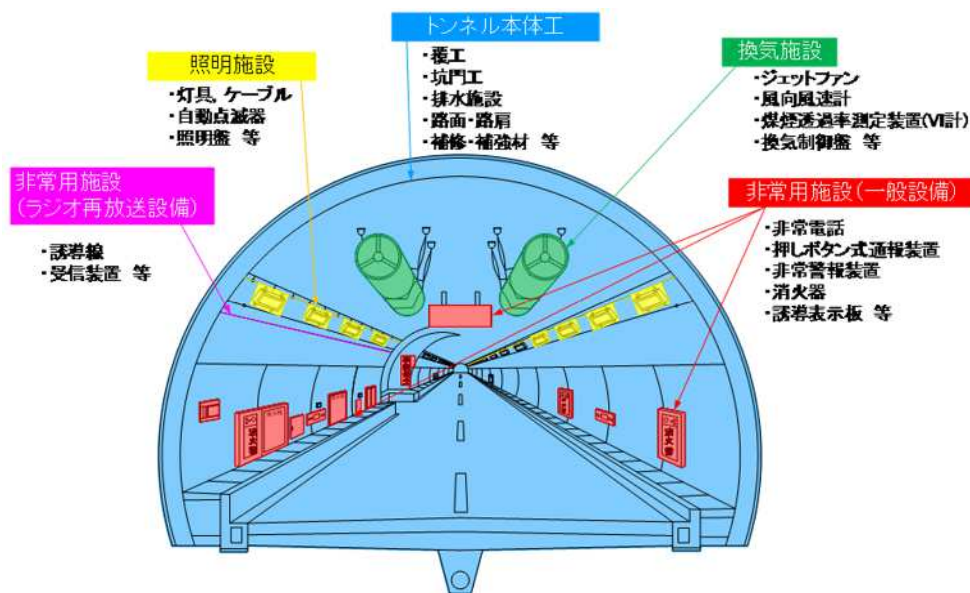 トンネル本体工
・覆工
・坑門工
・排水施設
・路面・路肩
・補修・補強材 等
照明施設
・灯具，ケーブル
・自動点滅器
・照明盤 等
換気施設
・ジェットファン
・風向風速計
・煤煙透過率測定装置(VI計)
・換気制御盤 等
非常用施設
(ラジオ再放送設備)
・誘導線
・受信装置 等
非常用施設(一般設備)
・非常電話
・押しボタン式通報装置
・非常警報装置
・消火器
・誘導表示板 等
消火器
消火器